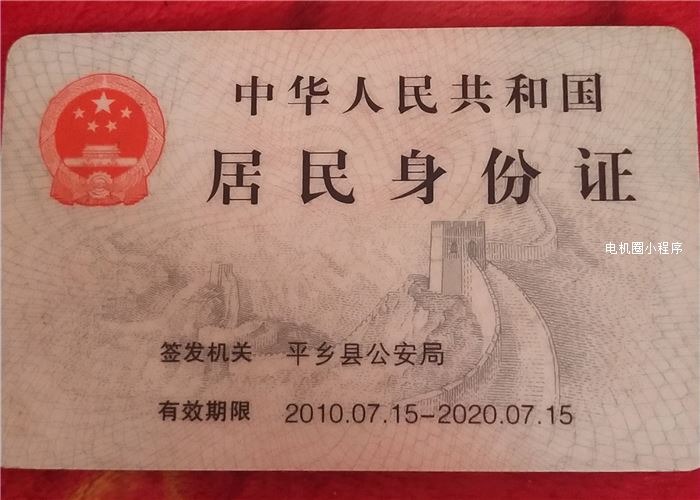 中华人民共和国
居民身份证
电机圈小程序
签发机关 平乡县公安局
有效期限 2010.07.15-2020.07.15